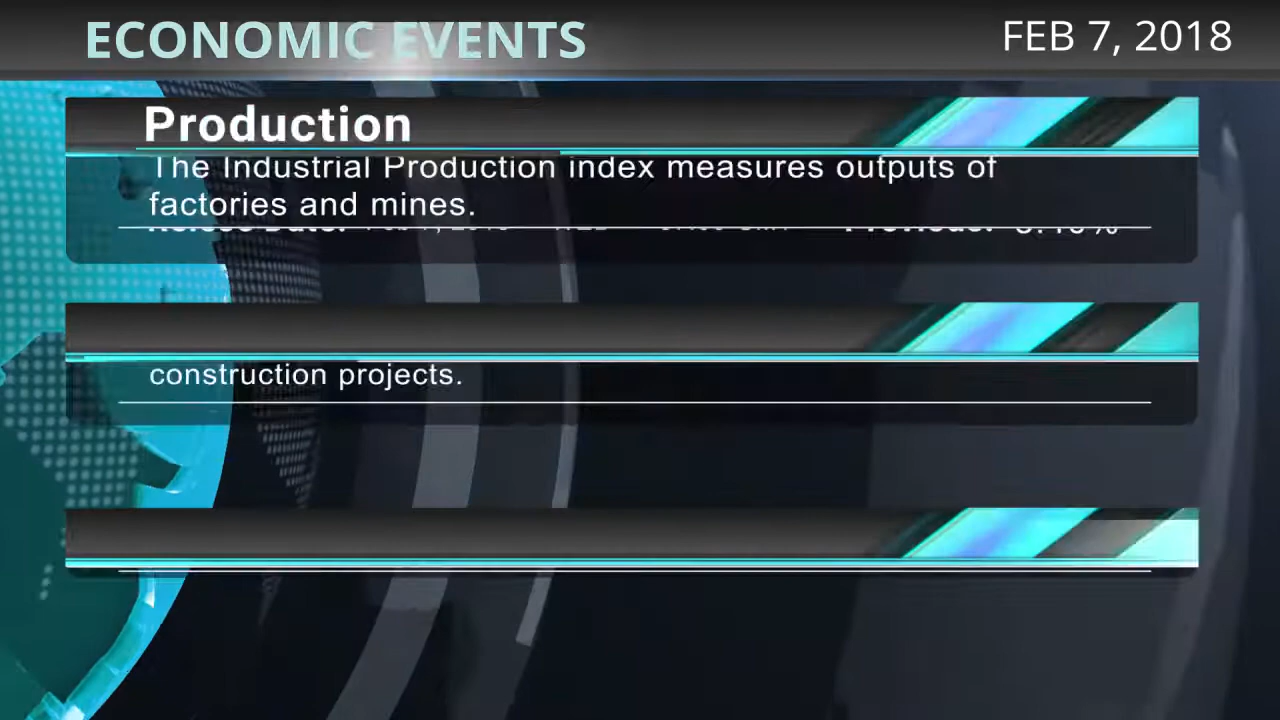 ECONOMIC EVENTS
FEB 7, 2018
Production
The Industrial Production index measures outputs of
factories and mines.
construction projects.